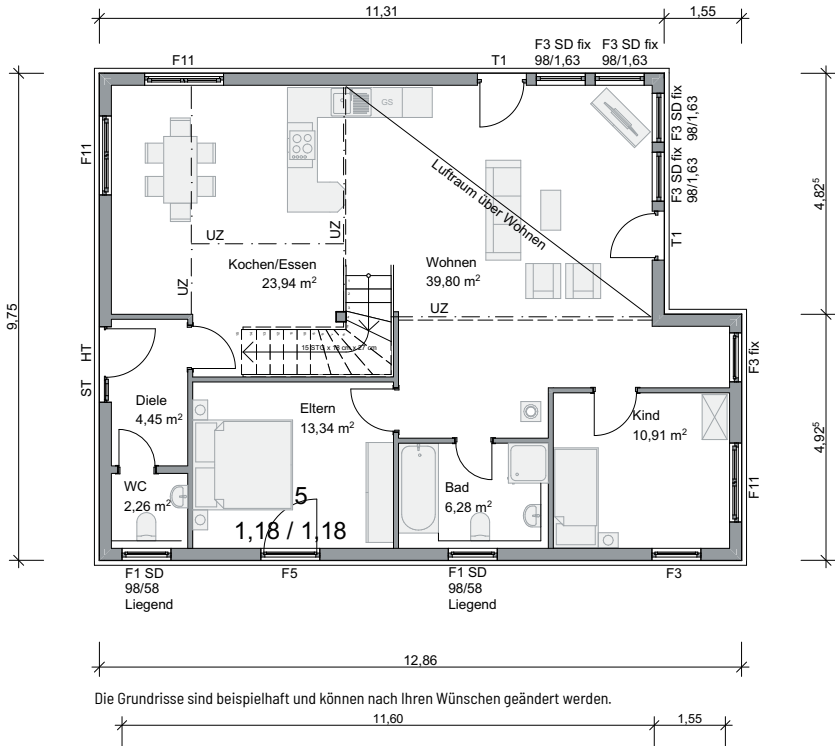 11,31
1,55
F11
T1
F3 SD fix
98/1,63
F3 SD fix
98/1,63
F11
F3 SD fix
98/1,63
F3 SD fix
98/1,63
GS
T1
4,82⁵
9,75
Luftraum über Wohnen
UZ
UZ
UZ
Kochen/Essen
23,94 m²
Wohnen
39,80 m²
UZ
HT
ST
F3 fix
Diele
4,45 m²
Eltern
13,34 m²
Kind
10,91 m²
4,92⁵
F11
WC
2,26 m²
5
1,18 / 1,18
Bad
6,28 m²
F1 SD
98/58
Liegend
F5
F1 SD
98/58
Liegend
F3
12,86
Die Grundrisse sind beispielhaft und können nach Ihren Wünschen geändert werden.
11,60
1,55